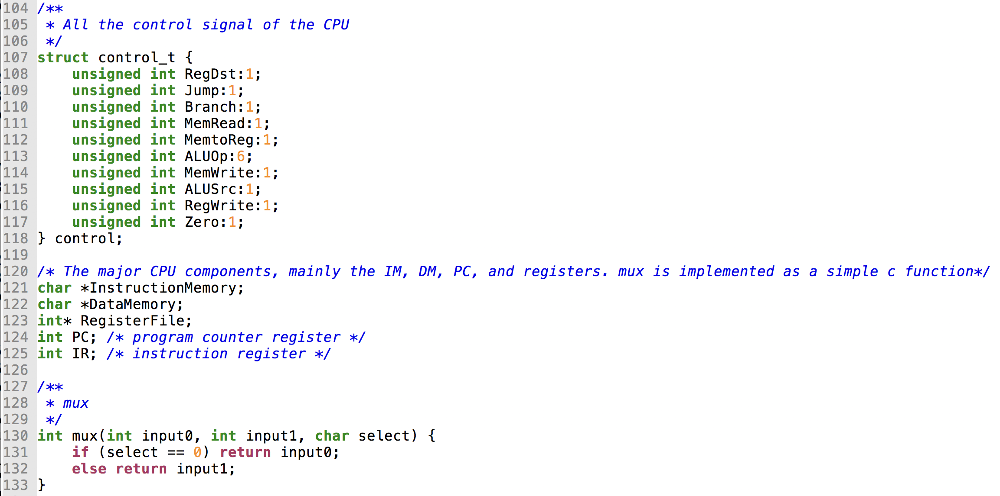 104 /**
105  * All the control signal of the CPU
106  */
107 struct control_t {
108     unsigned int RegDst:1;
109     unsigned int Jump:1;
110     unsigned int Branch:1;
111     unsigned int MemRead:1;
112     unsigned int MemtoReg:1;
113     unsigned int ALUOp:6;
114     unsigned int MemWrite:1;
115     unsigned int ALUSrc:1;
116     unsigned int RegWrite:1;
117     unsigned int Zero:1;
118 } control;
119
120 /* The major CPU components, mainly the IM, DM, PC, and registers. mux is implemented as a simple c function*/
121 char *InstructionMemory;
122 char *DataMemory;
123 int* RegisterFile;
124 int PC; /* program counter register */
125 int IR; /* instruction register */
126
127 /**
128  * mux
129  */
130 int mux(int input0, int input1, char select) {
131     if (select == 0) return input0;
132     else return input1;
133 }